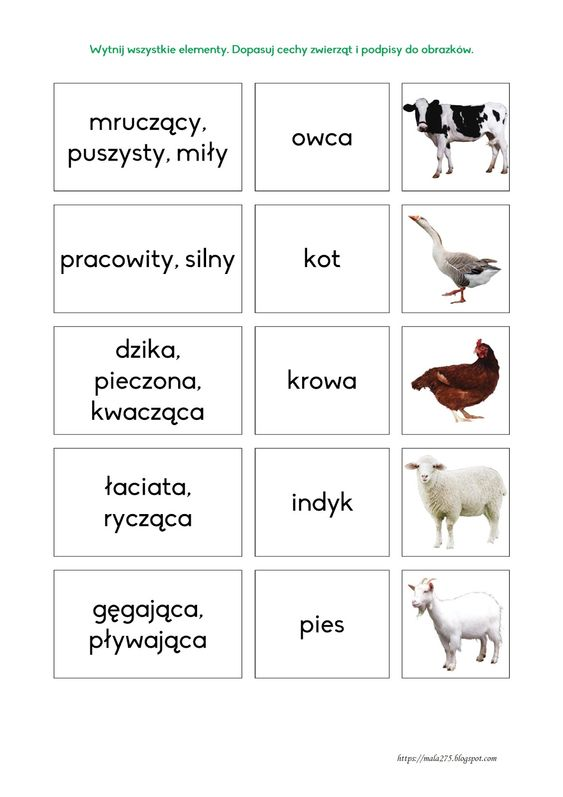 Wytnij wszystkie elementy. Dopasuj cechy zwierząt i podpisy do obrazków.
mruczący,
puszysty, miły
owca
pracowity, silny
kot
dzika,
pieczona,
kwacząca
krowa
łaciata,
rycząca
indyk
gęgająca,
pływająca
pies
https://mala275.blogspot.com